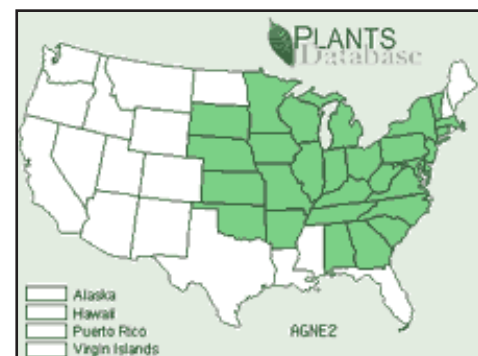 PLANTS
Database
Alaska
Hawaii
Puerto Rico
Virgin Islands
AGNE2